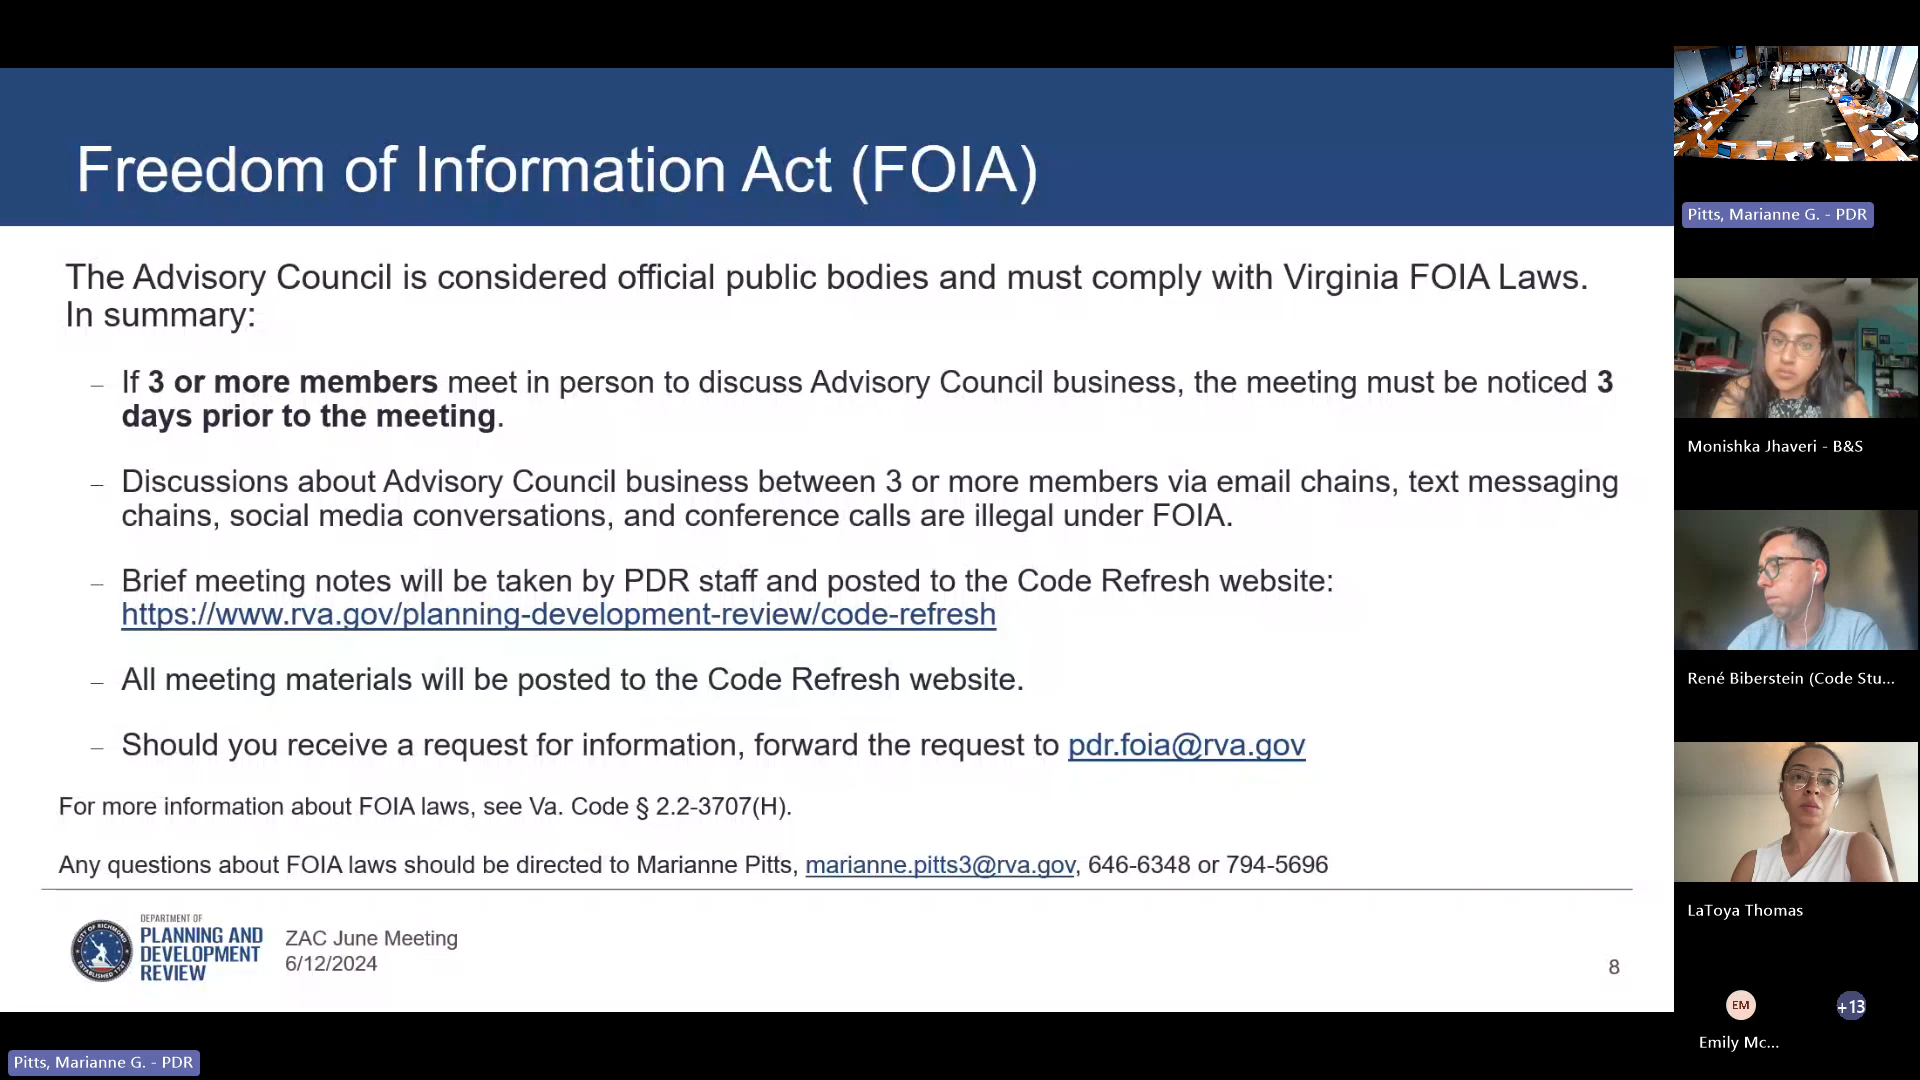 Freedom of Information Act (FOIA)
The Advisory Council is considered official public bodies and must comply with Virginia FOIA Laws.
In summary:
– If 3 or more members meet in person to discuss Advisory Council business, the meeting must be noticed 3
days prior to the meeting.
– Discussions about Advisory Council business between 3 or more members via email chains, text messaging
chains, social media conversations, and conference calls are illegal under FOIA.
– Brief meeting notes will be taken by PDR staff and posted to the Code Refresh website:
https://www.rva.gov/planning-development-review/code-refresh
– All meeting materials will be posted to the Code Refresh website.
– Should you receive a request for information, forward the request to pdr.foia@rva.gov
For more information about FOIA laws, see Va. Code § 2.2-3707(H).
Any questions about FOIA laws should be directed to Marianne Pitts, marianne.pitts3@rva.gov, 646-6348 or 794-5696
CITY OF RICHMOND
ESTABLISHED 1737
DEPARTMENT OF
PLANNING AND
DEVELOPMENT
REVIEW
ZAC June Meeting
6/12/2024
8
Pitts, Marianne G. - PDR
Pitts, Marianne G. - PDR
Monishka Jhaveri - B&S
René Biberstein (Code Stu...
LaToya Thomas
EM
+13
Emily Mc...